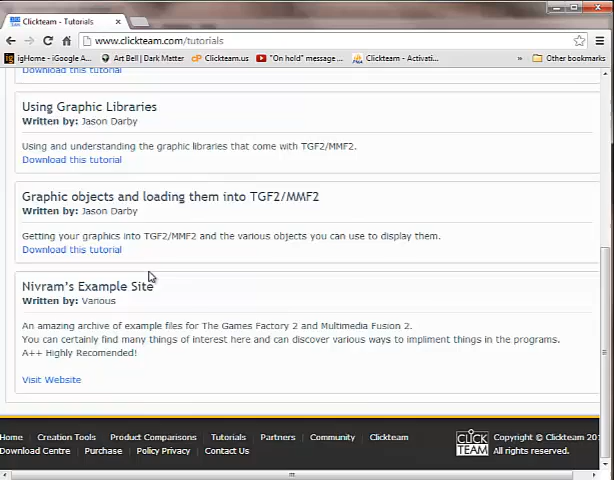 Clickteam - Tutorials
www.clickteam.com/tutorials
igHome - iGoogle A... Art Bell | Dark Matter Clickteam.us "On hold" message ... Clickteam - Activati... » Other bookmarks
Download this tutorial
Using Graphic Libraries
Written by: Jason Darby
Using and understanding the graphic libraries that come with TGF2/MMF2.
Download this tutorial
Graphic objects and loading them into TGF2/MMF2
Written by: Jason Darby
Getting your graphics into TGF2/MMF2 and the various objects you can use to display them.
Download this tutorial
Nivram's Example Site
Written by: Vanous
An amazing archive of example files for The Games Factory 2 and Multimedia Fusion 2.
You can certainly find many things of interest here and can discover various ways to impliment things in the programs.
A++ Highly Recomended!
Visit Website
Home Creation Tools Product Comparisons Tutorials Partners Community Clickteam
Download Centre Purchase Policy Privacy Contact Us
CLICK TEAM
Copyright © Clickteam 20
All rights reserved.